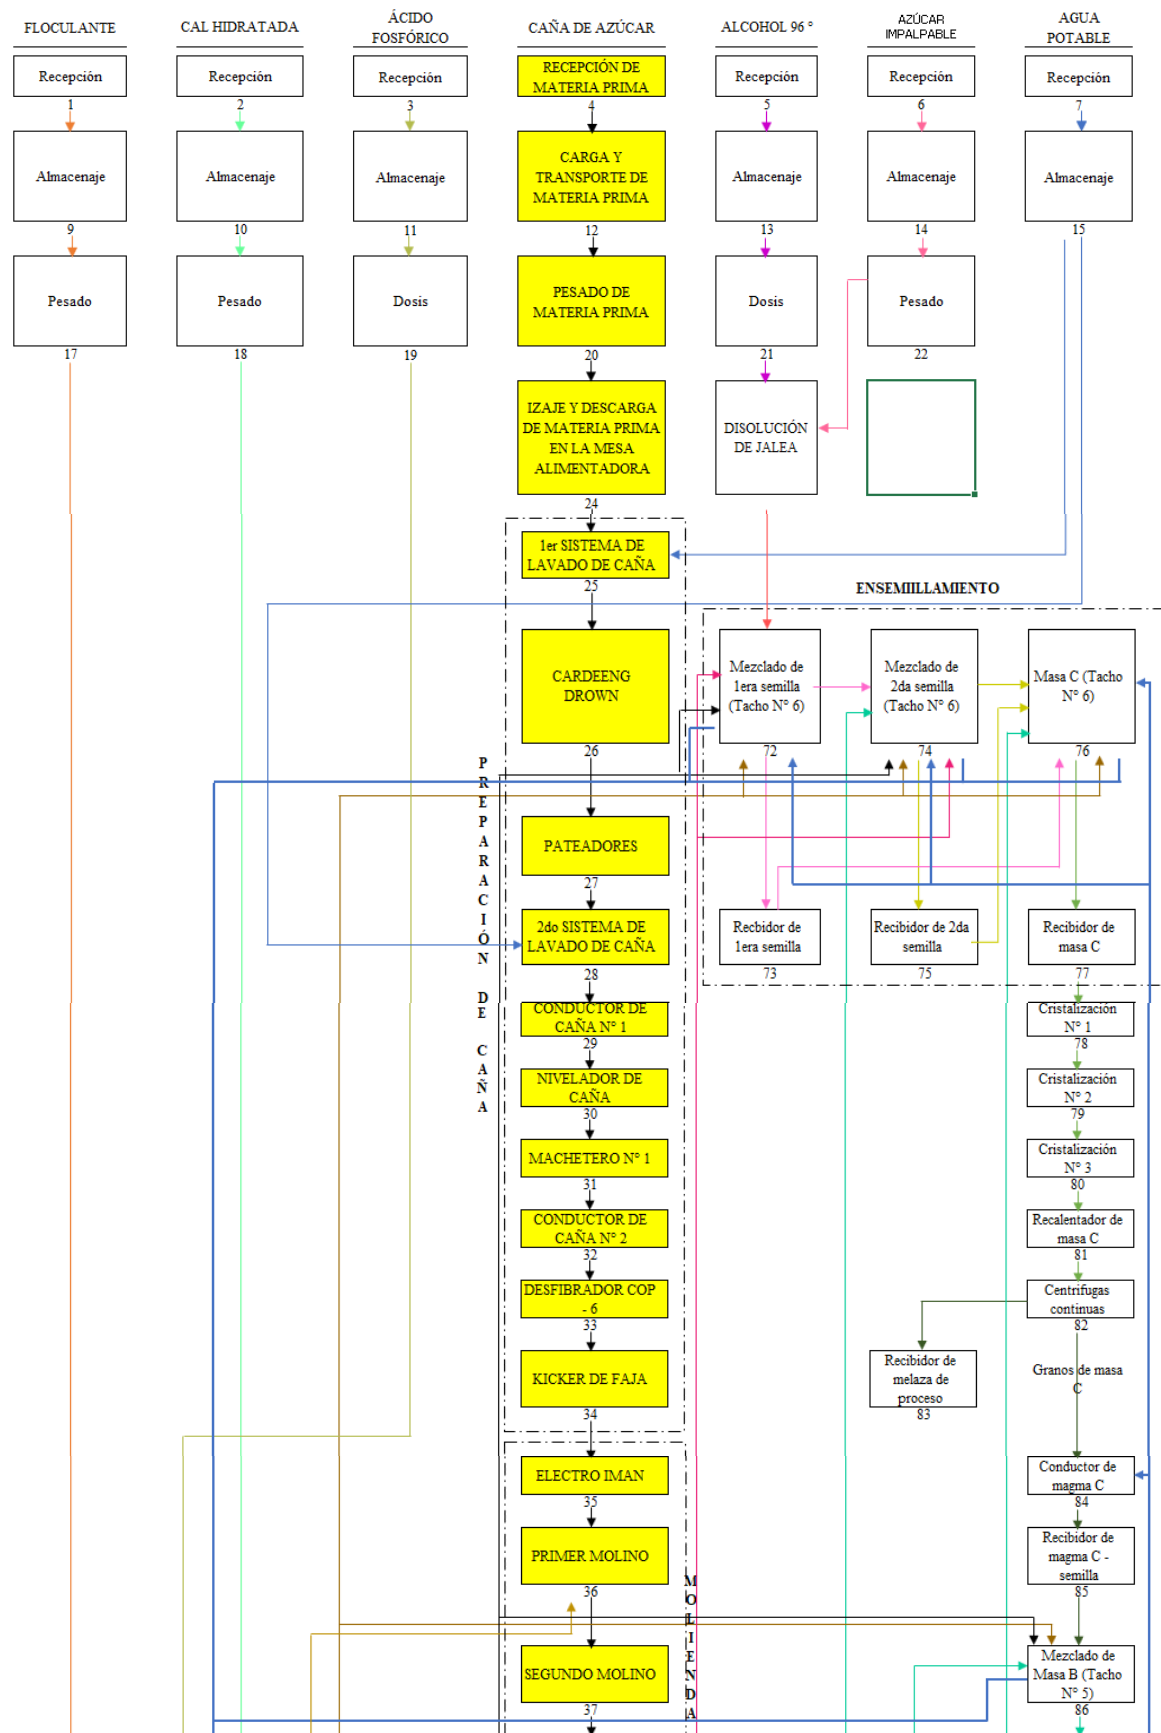 FLOCULANTE
CAL HIDRATADA
ÁCIDO
FOSFÓRICO
CAÑA DE AZÚCAR
ALCOHOL 96 °
AZÚCAR
IMPALPABLE
AGUA
POTABLE
Recepción
1
Recepción
2
Recepción
3
RECEPCIÓN DE
MATERIA PRIMA
4
Recepción
5
Recepción
6
Recepción
7
Almacenaje
9
Almacenaje
10
Almacenaje
11
CARGA Y
TRANSPORTE DE
MATERIA PRIMA
12
Almacenaje
13
Almacenaje
14
Almacenaje
15
Pesado
17
Pesado
18
Dosis
19
PESADO DE
MATERIA PRIMA
20
Dosis
21
Pesado
22
IZAJE Y DESCARGA
DE MATERIA PRIMA
EN LA MESA
ALIMENTADORA
24
DISOLUCIÓN
DE JALEA
PREPARACIÓN DE CAÑA
1er SISTEMA DE
LAVADO DE CAÑA
25
CARDEENG
DROWN
26
PATEADORES
27
2do SISTEMA DE
LAVADO DE CAÑA
28
CONDUCTOR DE
CAÑA N° 1
29
NIVELADOR DE
CAÑA
30
MACHETERO N° 1
31
CONDUCTOR DE
CAÑA N° 2
32
DESFIBRADOR COP
- 6
33
KICKER DE FAJA
34
MOLIENDA
ELECTRO IMAN
35
PRIMER MOLINO
36
SEGUNDO MOLINO
37
ENSEMIILLAMIENTO
Mezclado de
1era semilla
(Tacho N° 6)
72
Mezclado de
2da semilla
(Tacho N° 6)
74
Masa C (Tacho
N° 6)
76
Recbidor de
1era semilla
73
Recibidor de 2da
semilla
75
Recibidor de
masa C
77
Cristalización
N° 1
78
Cristalización
N° 2
79
Cristalización
N° 3
80
Recalentador de
masa C
81
Centrifugas
continuas
82
Recibidor de
melaza de
proceso
83
Granos de masa
C
Conductor de
magma C
84
Recibidor de
magma C -
semilla
85
Mezclado de
Masa B (Tacho
N° 5)
86